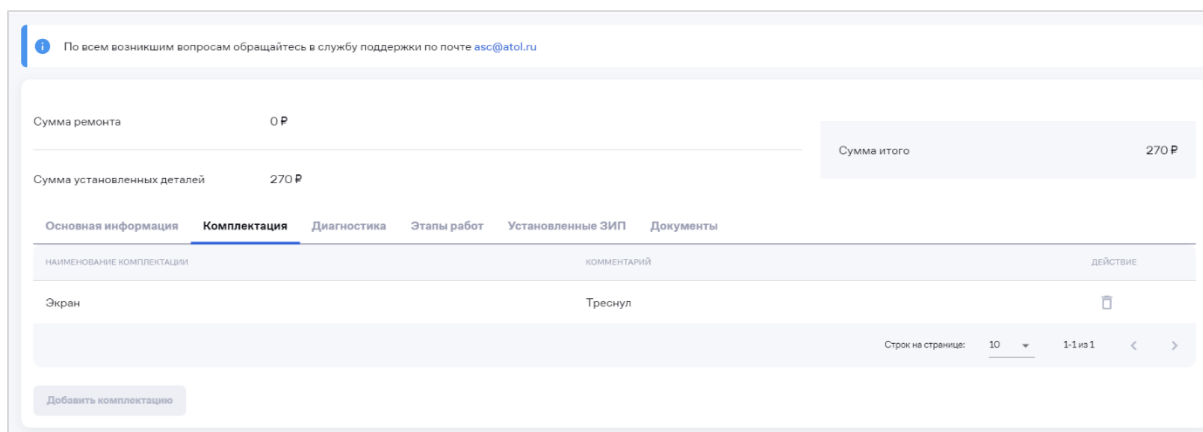 По всем возникшим вопросам обращайтесь в службу поддержки по почте asc@atol.ru
Сумма ремонта 0 ₽
Сумма итого 270 ₽
Сумма установленных деталей 270 ₽
Основная информация Комплектация Диагностика Этапы работ Установленные ЗИП Документы
НАИМЕНОВАНИЕ КОМПЛЕКТАЦИИ КОММЕНТАРИЙ ДЕЙСТВИЕ
Экран Треснул
Строк на странице: 10 1-1 из 1
Добавить комплектацию